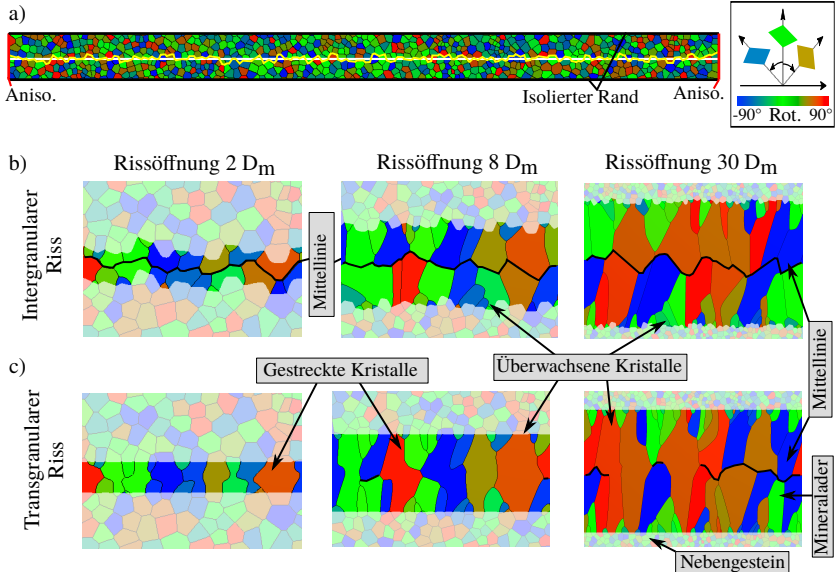 a)
Aniso.
Isolierter Rand
Aniso.
-90° Rot. 90°
b)
Rissöffnung 2 Dm
Rissöffnung 8 Dm
Rissöffnung 30 Dm
Intergranularer
Riss
Mittellinie
Mittellinie
c)
Gestreckte Kristalle
Überwachsene Kristalle
Transgranularer
Riss
Mineralader
Nebengestein